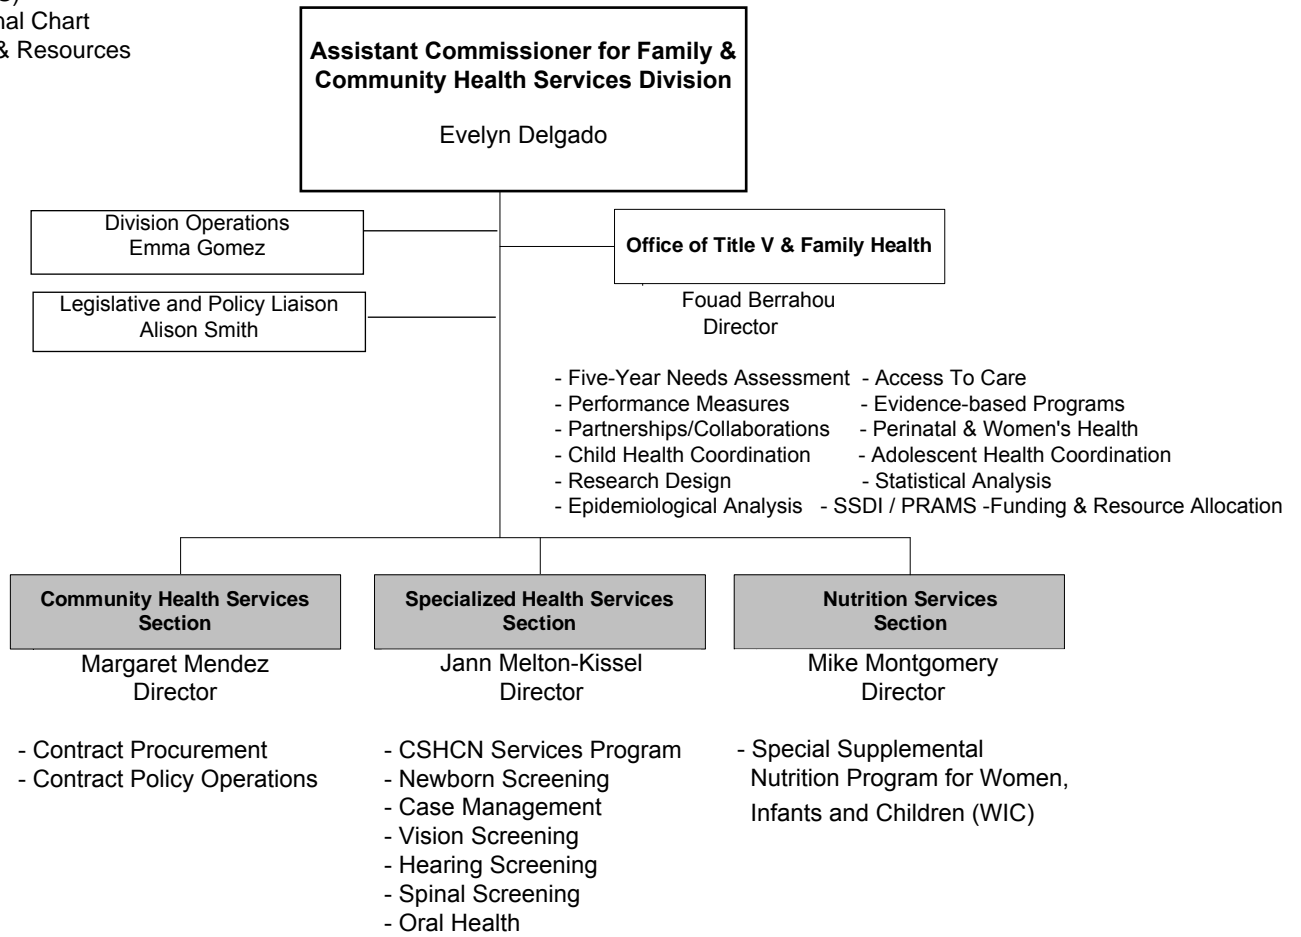 nal Chart
& Resources
Assistant Commissioner for Family &
Community Health Services Division
Evelyn Delgado
Division Operations
Emma Gomez
Legislative and Policy Liaison
Alison Smith
Office of Title V & Family Health
Fouad Berrahou
Director
- Five-Year Needs Assessment - Access To Care
- Performance Measures - Evidence-based Programs
- Partnerships/Collaborations - Perinatal & Women's Health
- Child Health Coordination - Adolescent Health Coordination
- Research Design - Statistical Analysis
- Epidemiological Analysis - SSDI / PRAMS -Funding & Resource Allocation
Community Health Services
Section
Margaret Mendez
Director
- Contract Procurement
- Contract Policy Operations
Specialized Health Services
Section
Jann Melton-Kissel
Director
- CSHCN Services Program
- Newborn Screening
- Case Management
- Vision Screening
- Hearing Screening
- Spinal Screening
- Oral Health
Nutrition Services
Section
Mike Montgomery
Director
- Special Supplemental
Nutrition Program for Women,
Infants and Children (WIC)